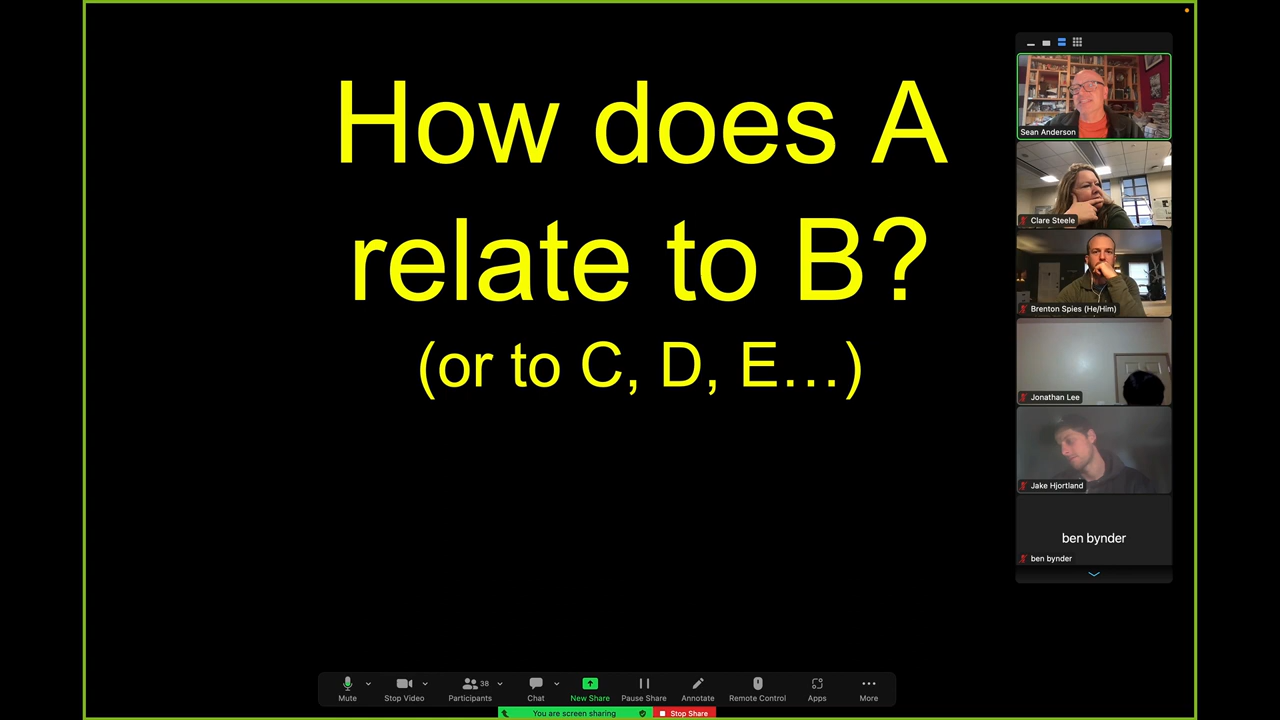 How does A
relate to B?
(or to C, D, E…)
Sean Anderson
Clare Steele
Brenton Spies (He/Him)
Jonathan Lee
Jake Hjortland
ben bynder
ben bynder
Mute
Stop Video
Participants
38
Chat
New Share
Pause Share
Annotate
Remote Control
Apps
More
You are screen sharing
Stop Share